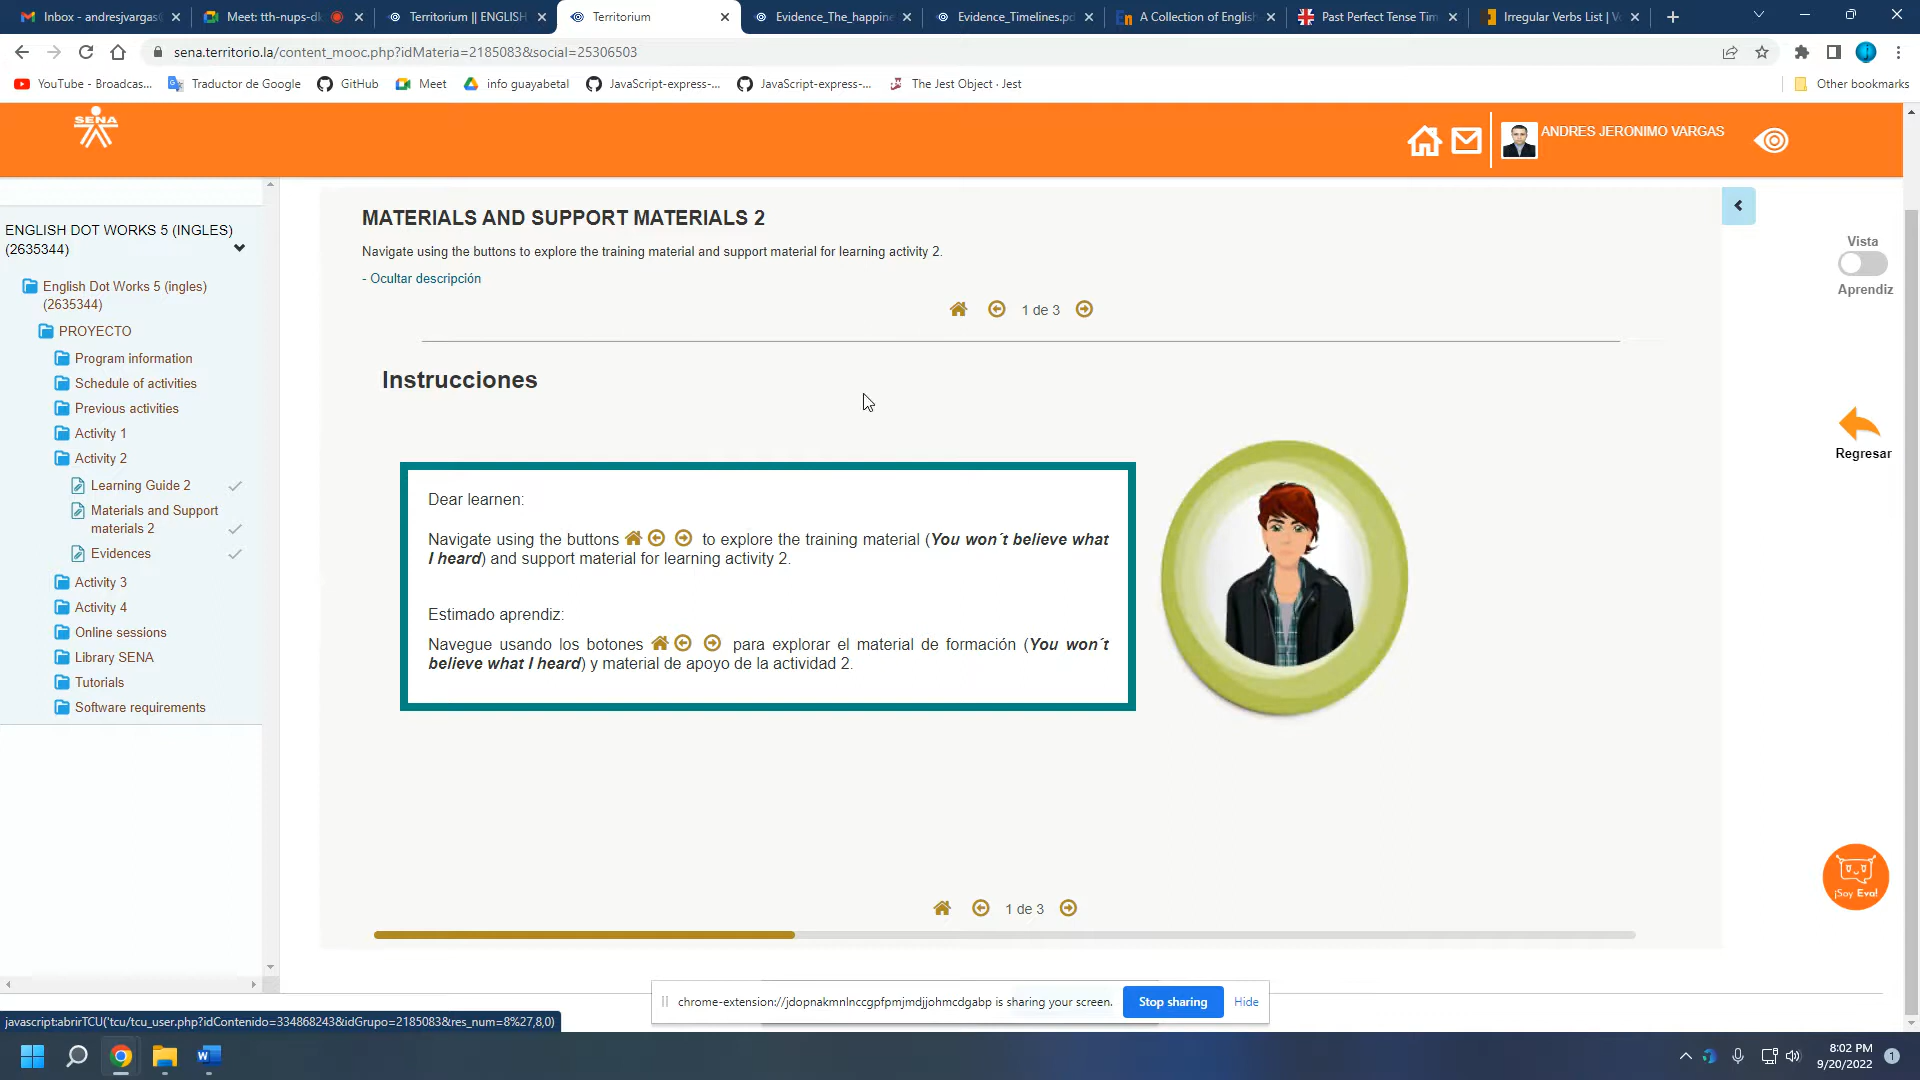 Inbox - andresjvargas
Meet: tth-nups-dl
Territorium || ENGLISH
Territorium
Evidence_The_happine
Evidence_Timelines.pd
A Collection of English
Past Perfect Tense Tim
Irregular Verbs List | Vo
sena.territorio.la/content_mooc.php?idMateria=2185083&social=25306503
YouTube - Broadcas...
Traductor de Google
GitHub
Meet
info guayabetal
JavaScript-express-...
JavaScript-express-...
The Jest Object · Jest
Other bookmarks
SENA
ANDRES JERONIMO VARGAS
ENGLISH DOT WORKS 5 (INGLES)
(2635344)
English Dot Works 5 (ingles)
(2635344)
PROYECTO
Program information
Schedule of activities
Previous activities
Activity 1
Activity 2
Learning Guide 2
Materials and Support
materials 2
Evidences
Activity 3
Activity 4
Online sessions
Library SENA
Tutorials
Software requirements
MATERIALS AND SUPPORT MATERIALS 2
Navigate using the buttons to explore the training material and support material for learning activity 2.
- Ocultar descripción
1 de 3
Instrucciones
Dear learnen:
Navigate using the buttons to explore the training material (You won´t believe what
I heard) and support material for learning activity 2.
Estimado aprendiz:
Navegue usando los botones para explorar el material de formación (You won´t
believe what I heard) y material de apoyo de la actividad 2.
1 de 3
Vista
Aprendiz
Regresar
¡Soy Eva!
chrome-extension://jdopnakmnlnccgpfpmjmdjjohmcdgabp is sharing your screen.
Stop sharing
Hide
javascript:abrirTCU('tcu/tcu_user.php?idContenido=334868243&idGrupo=2185083&res_num=8%27,8,0)
8:02 PM
9/20/2022
1